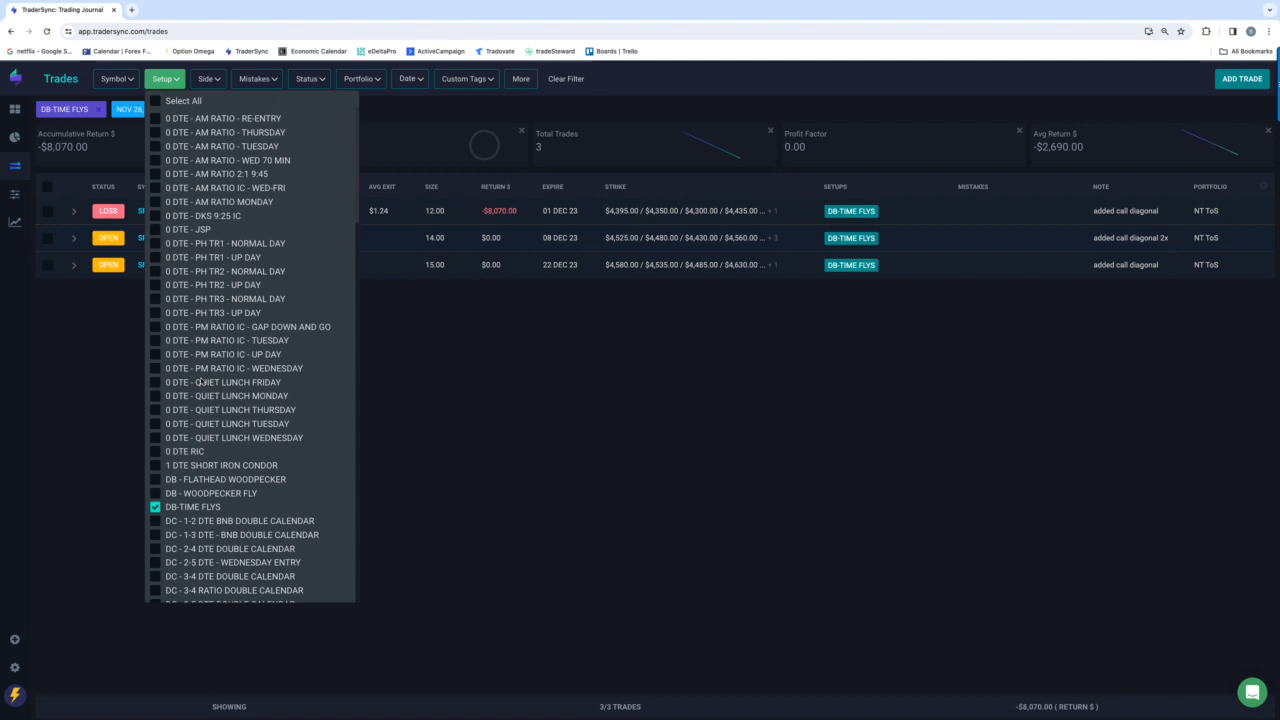 TraderSync: Trading Journal
app.tradersync.com/trades
netflix - Google S...
Calendar | Forex F...
Option Omega
TraderSync
Economic Calendar
eDeltaPro
ActiveCampaign
Tradovate
tradeSteward
Boards | Trello
All Bookmarks
Trades
Symbol
Setup
Side
Mistakes
Status
Portfolio
Date
Custom Tags
More
Clear Filter
ADD TRADE
DB-TIME FLYS
NOV 26,
Accumulative Return $
-$8,070.00
Total Trades
3
Profit Factor
0.00
Avg Return $
-$2,690.00
Select All
0 DTE - AM RATIO - RE-ENTRY
0 DTE - AM RATIO - THURSDAY
0 DTE - AM RATIO - TUESDAY
0 DTE - AM RATIO - WED 70 MIN
0 DTE - AM RATIO 2:1 9:45
0 DTE - AM RATIO IC - WED-FRI
0 DTE - AM RATIO MONDAY
0 DTE - DKS 9:25 IC
0 DTE - JSP
0 DTE - PH TR1 - NORMAL DAY
0 DTE - PH TR1 - UP DAY
0 DTE - PH TR2 - NORMAL DAY
0 DTE - PH TR2 - UP DAY
0 DTE - PH TR3 - NORMAL DAY
0 DTE - PH TR3 - UP DAY
0 DTE - PM RATIO IC - GAP DOWN AND GO
0 DTE - PM RATIO IC - TUESDAY
0 DTE - PM RATIO IC - UP DAY
0 DTE - PM RATIO IC - WEDNESDAY
0 DTE - QUIET LUNCH FRIDAY
0 DTE - QUIET LUNCH MONDAY
0 DTE - QUIET LUNCH THURSDAY
0 DTE - QUIET LUNCH TUESDAY
0 DTE - QUIET LUNCH WEDNESDAY
0 DTE RIC
1 DTE SHORT IRON CONDOR
DB - FLATHEAD WOODPECKER
DB - WOODPECKER FLY
DB-TIME FLYS
DC - 1-2 DTE BNB DOUBLE CALENDAR
DC - 1-3 DTE - BNB DOUBLE CALENDAR
DC - 2-4 DTE DOUBLE CALENDAR
DC - 2-5 DTE - WEDNESDAY ENTRY
DC - 3-4 DTE DOUBLE CALENDAR
DC - 3-4 RATIO DOUBLE CALENDAR
STATUS SY AVG EXIT SIZE RETURN $ EXPIRE STRIKE SETUPS MISTAKES NOTE PORTFOLIO
LOSS SP $1.24 12.00 -$8,070.00 01 DEC 23 $4,395.00 / $4,350.00 / $4,300.00 / $4,435.00 ... + 1 DB-TIME FLYS added call diagonal NT ToS
OPEN SP 14.00 $0.00 08 DEC 23 $4,525.00 / $4,480.00 / $4,430.00 / $4,560.00 ... + 3 DB-TIME FLYS added call diagonal 2x NT ToS
OPEN SP 15.00 $0.00 22 DEC 23 $4,580.00 / $4,535.00 / $4,485.00 / $4,630.00 ... + 1 DB-TIME FLYS added call diagonal NT ToS
SHOWING 3/3 TRADES -$8,070.00 ( RETURN $ )